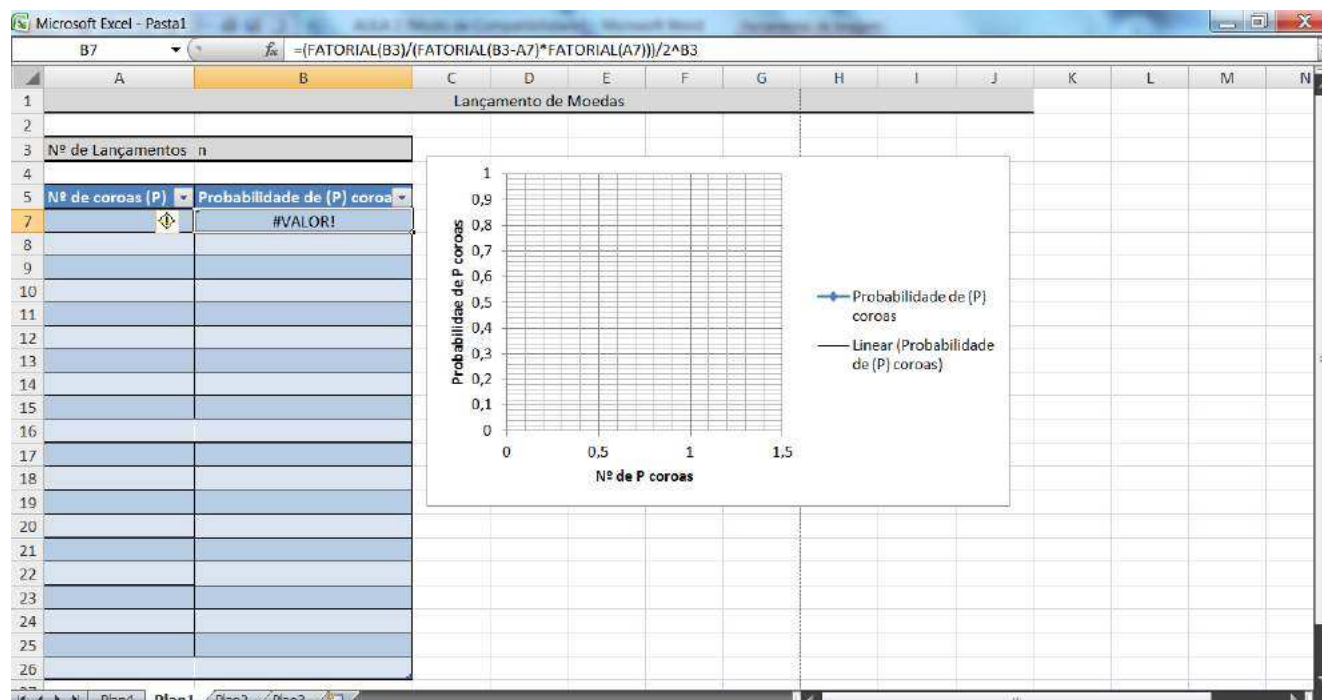 Microsoft Excel - Pasta1
B7 fx =(FATORIAL(B3)/(FATORIAL(B3-A7)*FATORIAL(A7)))/2^B3
A B C D E F G H I J K L M N
1 Lançamento de Moedas
2
3 Nº de Lançamentos n
4
5 Nº de coroas (P) Probabilidade de (P) coroa
7 #VALOR!
8
9
10
11
12
13
14
15
16
17
18
19
20
21
22
23
24
25
26
Probabilidae de P coroas
1
0,9
0,8
0,7
0,6
0,5
0,4
0,3
0,2
0,1
0
0 0,5 1 1,5
Nº de P coroas
Probabilidade de (P)
coroas
Linear (Probabilidade
de (P) coroas)
Plan1 Plan2 Plan3